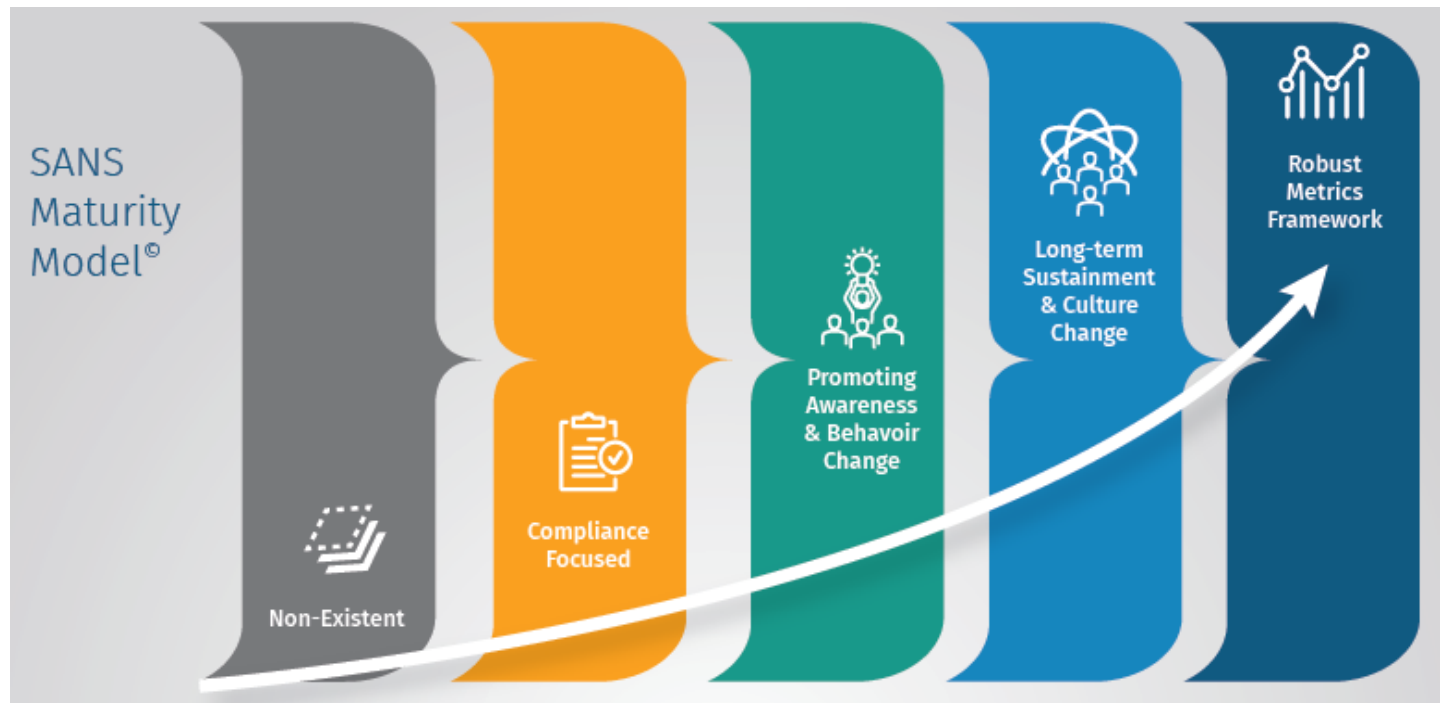 SANS
Maturity
Model©
Non-Existent
Compliance
Focused
Promoting
Awareness
& Behavoir
Change
Long-term
Sustainment
& Culture
Change
Robust
Metrics
Framework